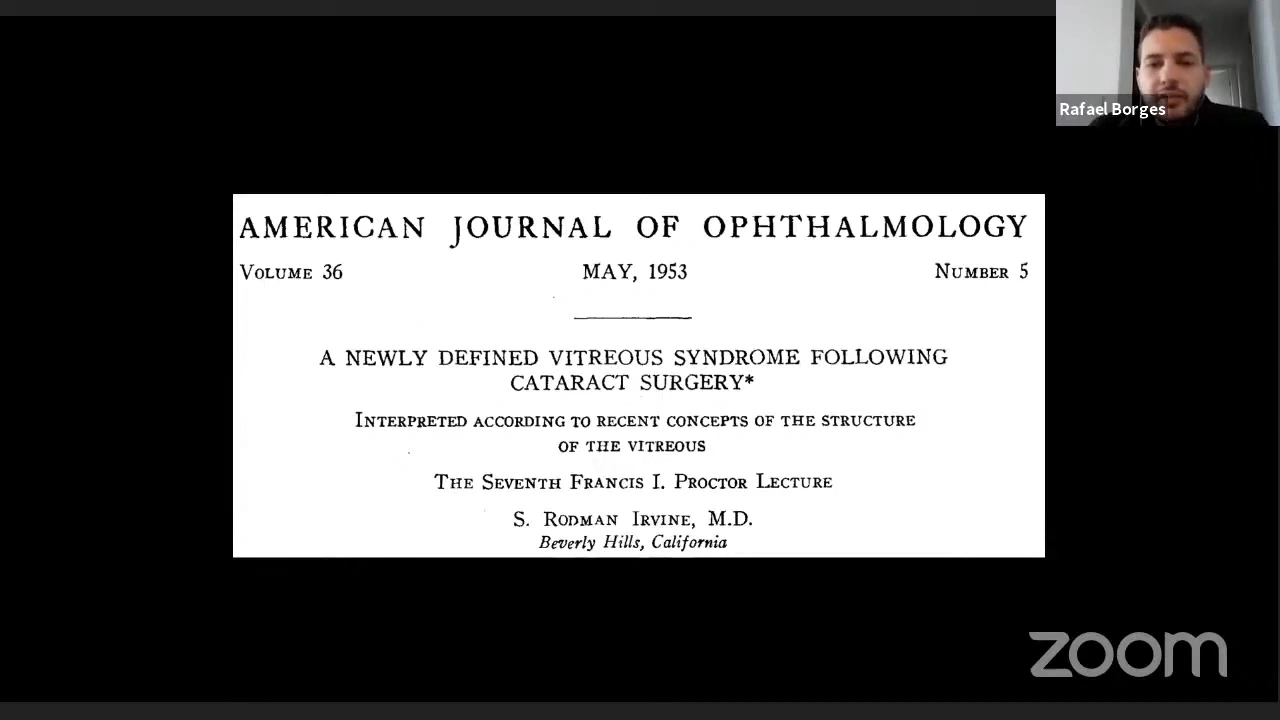 Rafael Borges
AMERICAN JOURNAL OF OPHTHALMOLOGY
VOLUME 36 MAY, 1953 NUMBER 5
A NEWLY DEFINED VITREOUS SYNDROME FOLLOWING
CATARACT SURGERY*
INTERPRETED ACCORDING TO RECENT CONCEPTS OF THE STRUCTURE
OF THE VITREOUS
THE SEVENTH FRANCIS I. PROCTOR LECTURE
S. RODMAN IRVINE, M.D.
Beverly Hills, California
zoom